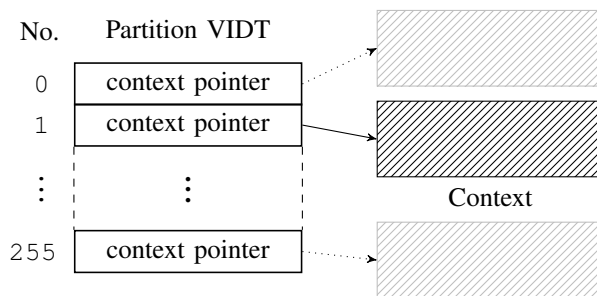 No. Partition VIDT
0 context pointer
1 context pointer
⋮ ⋮
Context
255 context pointer